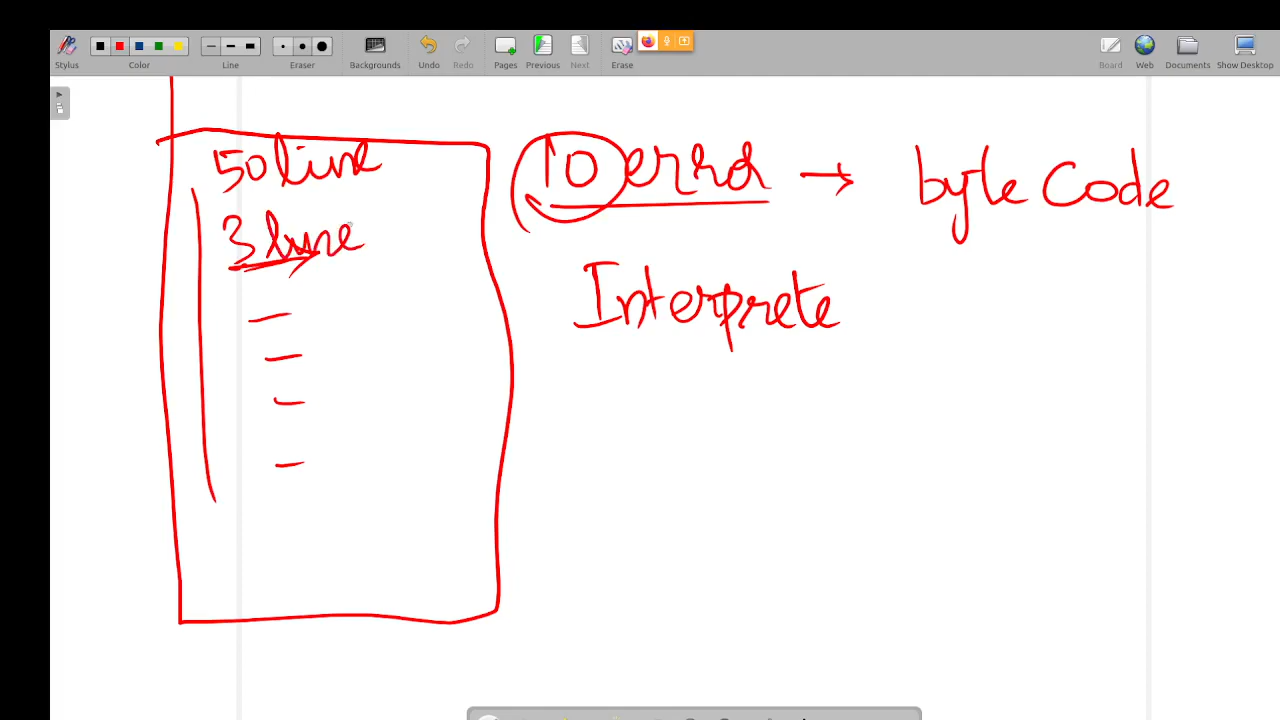 Stylus
Color
Line
Eraser
Backgrounds
Undo
Redo
Pages
Previous
Next
Erase
Board
Web
Documents
Show Desktop
50 line
10 error → byte Code
3 line
Interprete